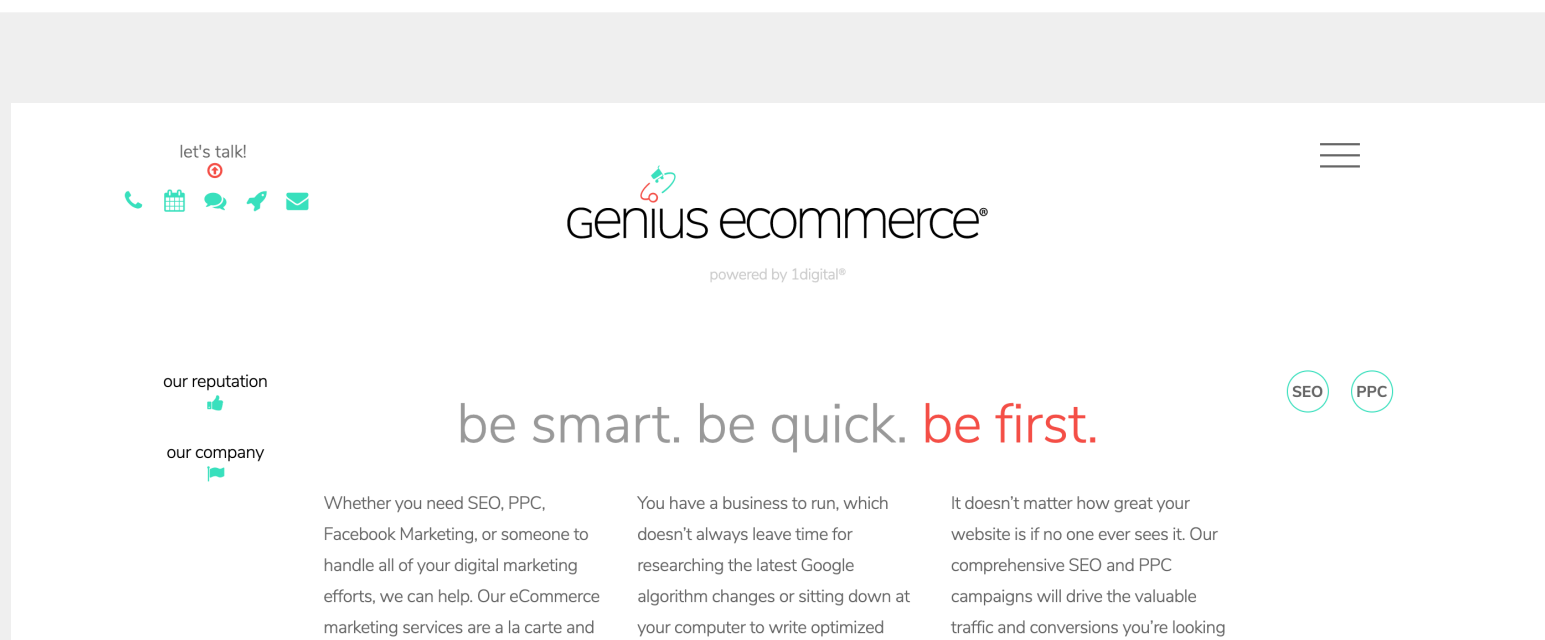 let's talk!
genius ecommerce®
powered by 1digital®
our reputation
our company
SEO
PPC
be smart. be quick. be first.
Whether you need SEO, PPC,
Facebook Marketing, or someone to
handle all of your digital marketing
efforts, we can help. Our eCommerce
marketing services are a la carte and
You have a business to run, which
doesn’t always leave time for
researching the latest Google
algorithm changes or sitting down at
your computer to write optimized
It doesn’t matter how great your
website is if no one ever sees it. Our
comprehensive SEO and PPC
campaigns will drive the valuable
traffic and conversions you’re looking